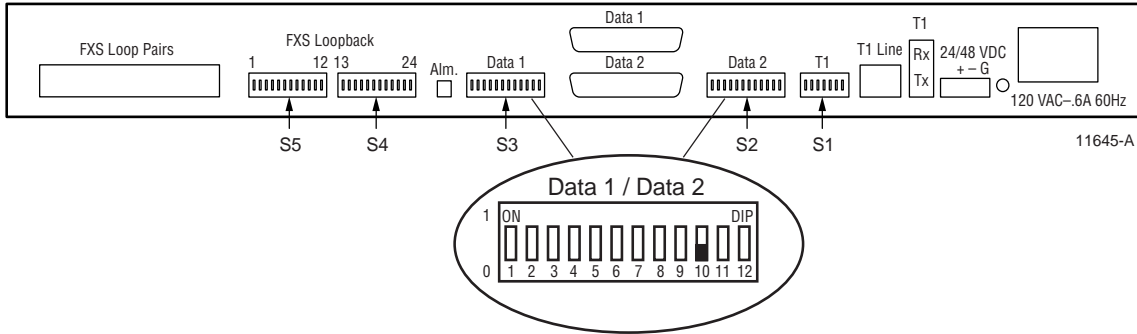 T1
Data 1
FXS Loop Pairs
FXS Loopback
1 12 13 24
Alm.
Data 1
Data 2
Data 2
T1
T1 Line
Rx
Tx
24/48 VDC
+ – G
120 VAC–.6A 60Hz
S5
S4
S3
S2
S1
11645-A
Data 1 / Data 2
1 ON DIP
0 1 2 3 4 5 6 7 8 9 10 11 12